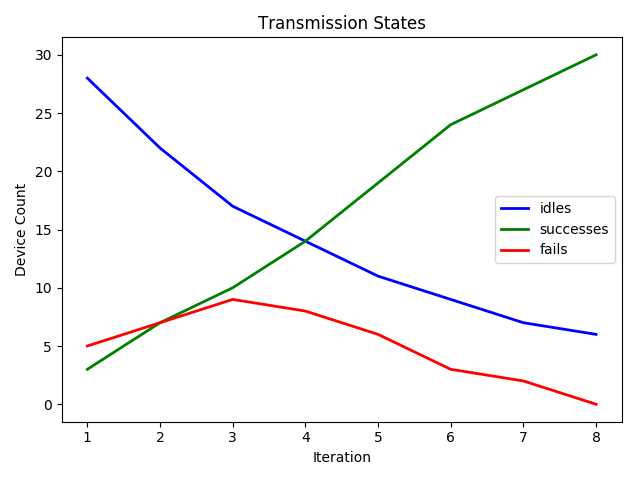 Transmission States
Device Count
30
25
20
15
10
5
0
idles
successes
fails
1 2 3 4 5 6 7 8
Iteration